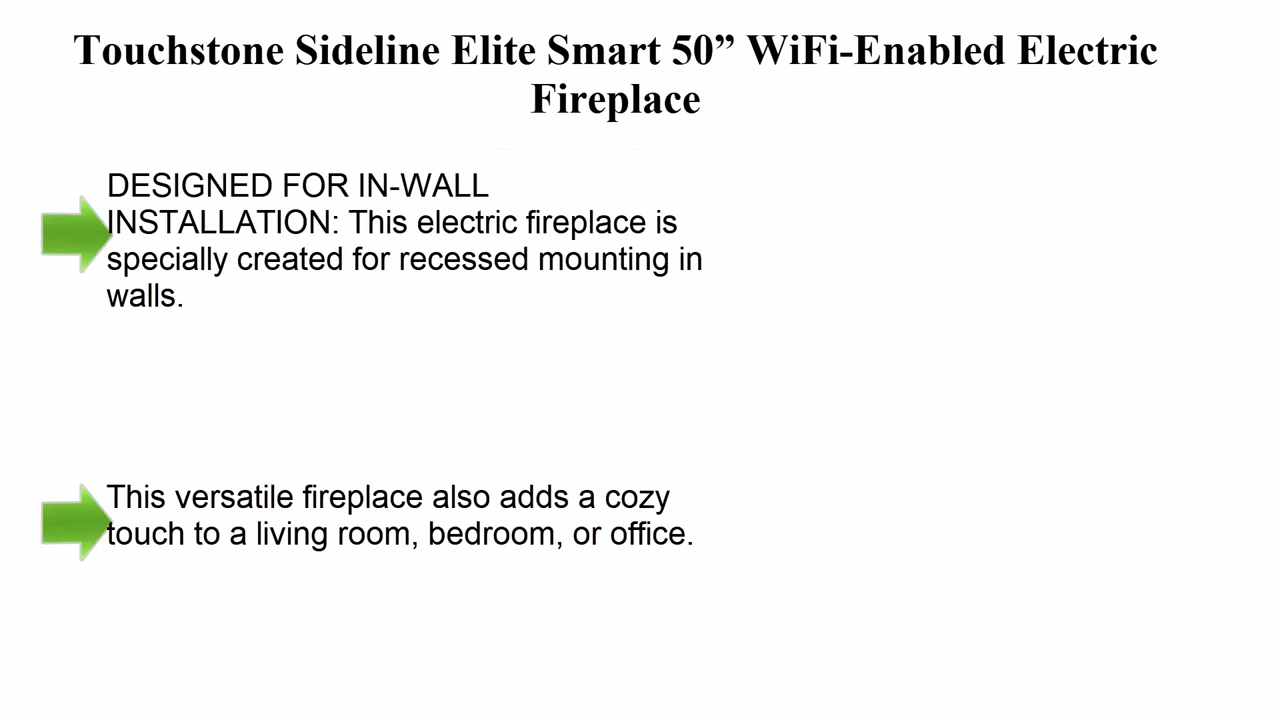 Touchstone Sideline Elite Smart 50” WiFi-Enabled Electric
Fireplace
DESIGNED FOR IN-WALL
INSTALLATION: This electric fireplace is
specially created for recessed mounting in
walls.
This versatile fireplace also adds a cozy
touch to a living room, bedroom, or office.